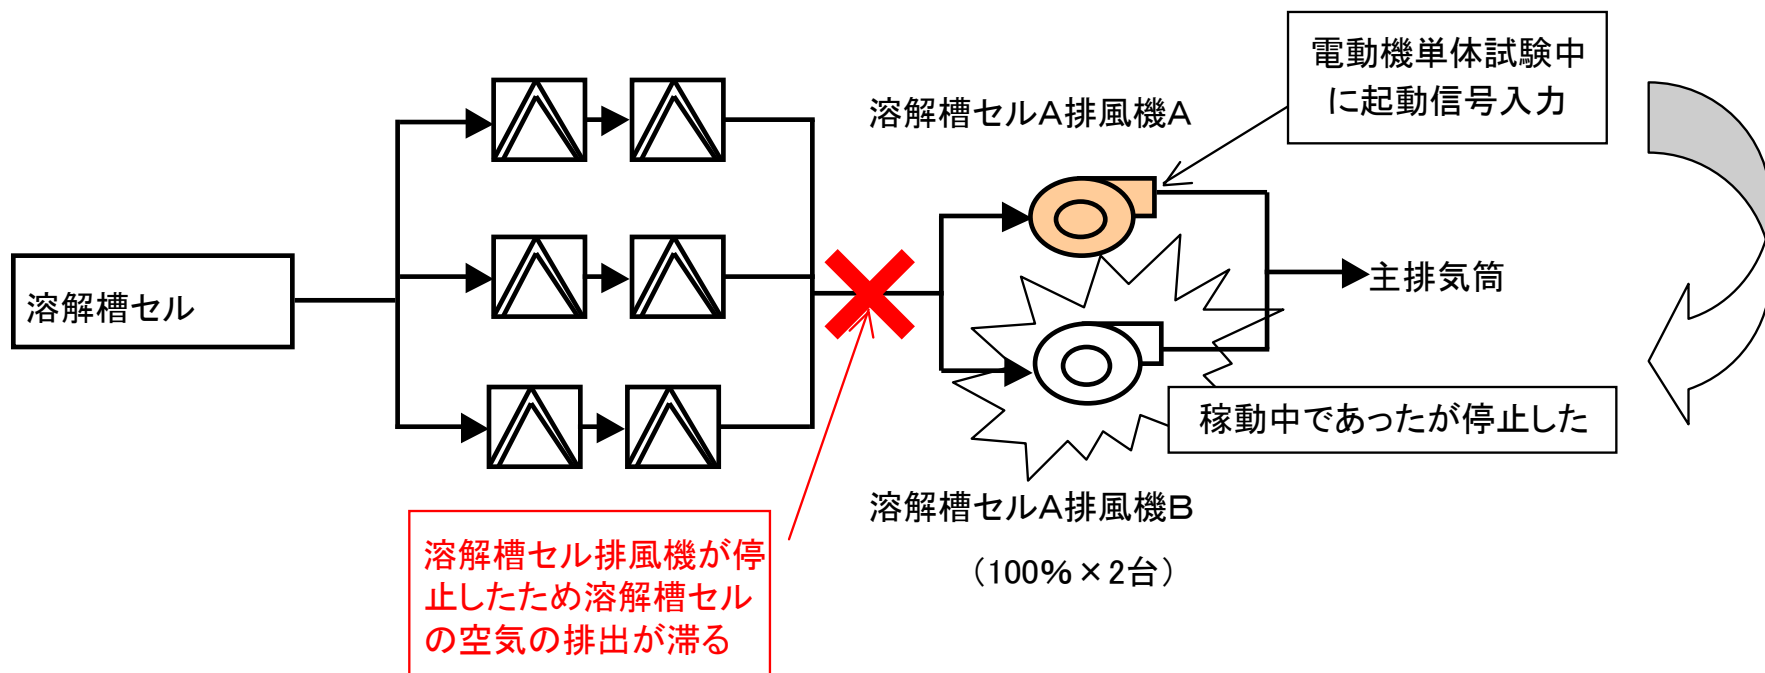 電動機単体試験中
に起動信号入力
溶解槽セルA排風機A
溶解槽セル
主排気筒
稼動中であったが停止した
溶解槽セルA排風機B
（100％×2台）
溶解槽セル排風機が停
止したため溶解槽セル
の空気の排出が滞る